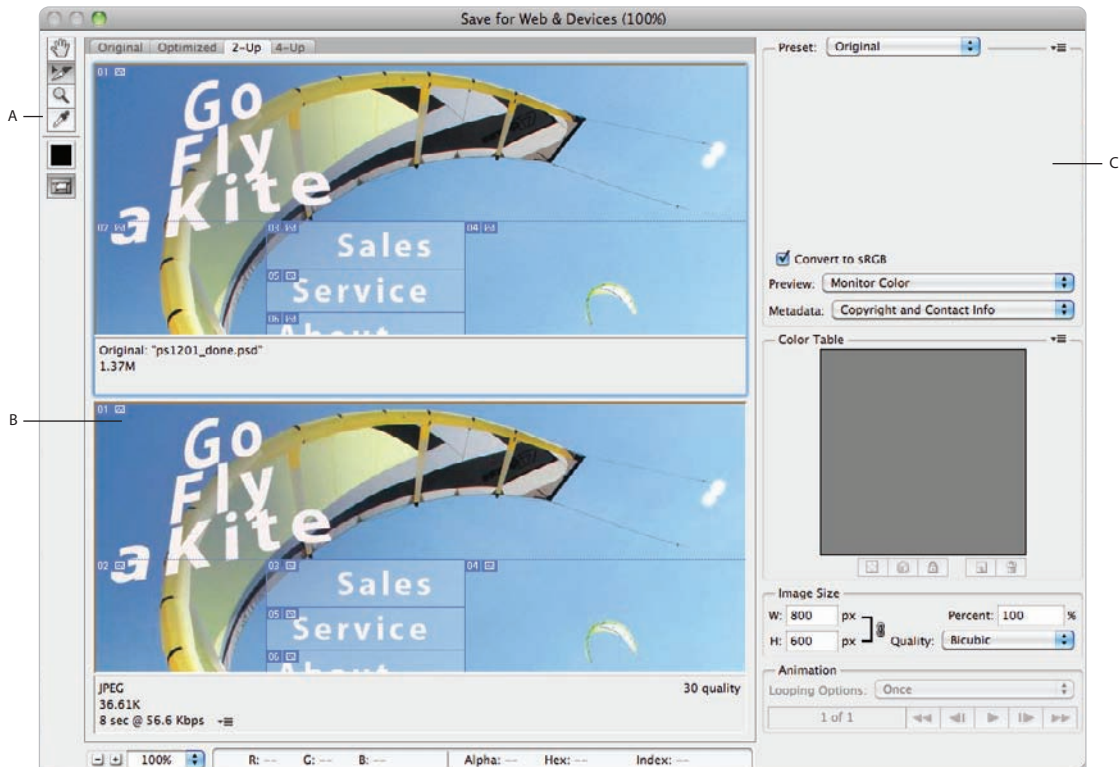 Save for Web & Devices (100%)
Original Optimized 2-Up 4-Up
A
B
C
01
Go
Fly
a Kite
02
03
04
Sales
05
Service
06
About
Original: "ps1201_done.psd"
1.37M
01
Go
Fly
a Kite
02
03
04
Sales
05
Service
06
About
JPEG
30 quality
36.61K
8 sec @ 56.6 Kbps
100%
R: --
G: --
B: --
Alpha: --
Hex: --
Index: --
Preset: Original
Convert to sRGB
Preview: Monitor Color
Metadata: Copyright and Contact Info
Color Table
Image Size
W: 800 px
Percent: 100 %
H: 600 px
Quality: Bicubic
Animation
Looping Options: Once
1 of 1